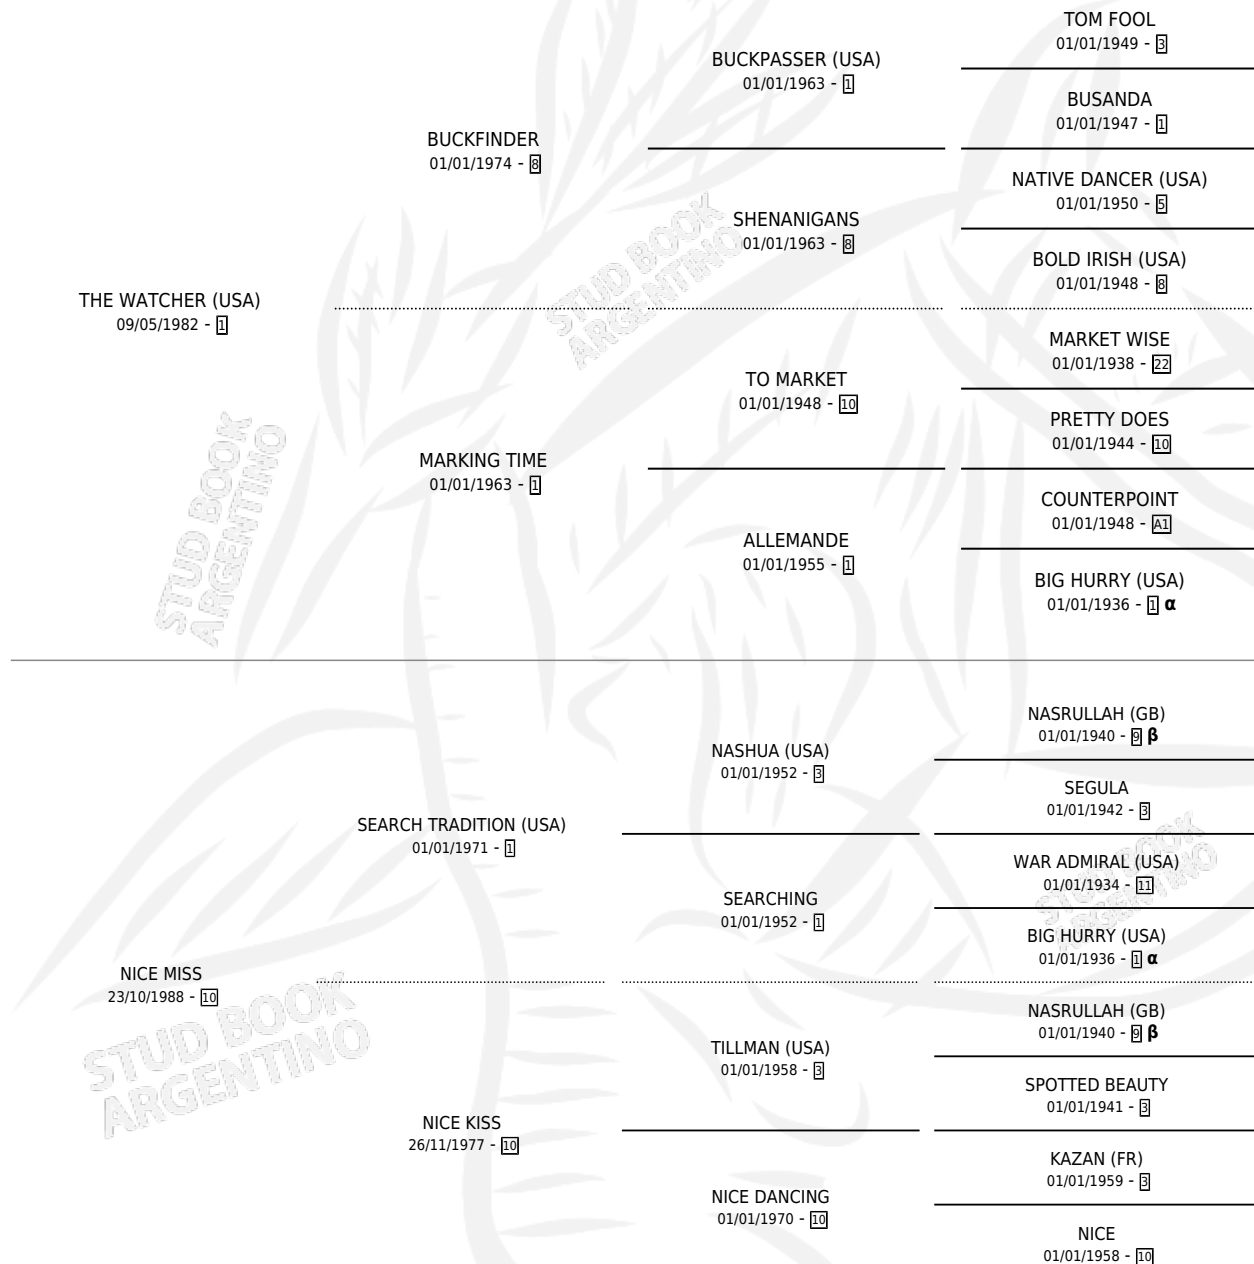 TOM FOOL
01/01/1949 - 3
BUCKPASSER (USA)
01/01/1963 - 1
BUSANDA
01/01/1947 - 1
BUCKFINDER
01/01/1974 - 8
NATIVE DANCER (USA)
01/01/1950 - 5
SHENANIGANS
01/01/1963 - 8
BOLD IRISH (USA)
01/01/1948 - 8
THE WATCHER (USA)
09/05/1982 - 1
MARKET WISE
01/01/1938 - 22
TO MARKET
01/01/1948 - 10
PRETTY DOES
01/01/1944 - 10
MARKING TIME
01/01/1963 - 1
COUNTERPOINT
01/01/1948 - A1
ALLEMANDE
01/01/1955 - 1
BIG HURRY (USA)
01/01/1936 - 1 α
NASRULLAH (GB)
01/01/1940 - 9 β
NASHUA (USA)
01/01/1952 - 3
SEGULA
01/01/1942 - 3
SEARCH TRADITION (USA)
01/01/1971 - 1
WAR ADMIRAL (USA)
01/01/1934 - 11
SEARCHING
01/01/1952 - 1
BIG HURRY (USA)
01/01/1936 - 1 α
NICE MISS
23/10/1988 - 10
NASRULLAH (GB)
01/01/1940 - 9 β
TILLMAN (USA)
01/01/1958 - 3
SPOTTED BEAUTY
01/01/1941 - 3
NICE KISS
26/11/1977 - 10
KAZAN (FR)
01/01/1959 - 3
NICE DANCING
01/01/1970 - 10
NICE
01/01/1958 - 10
STUD BOOK
ARGENTINO
STUD BOOK
ARGENTINO
STUD BOOK
ARGENTINO
STUD BOOK
ARGENTINO